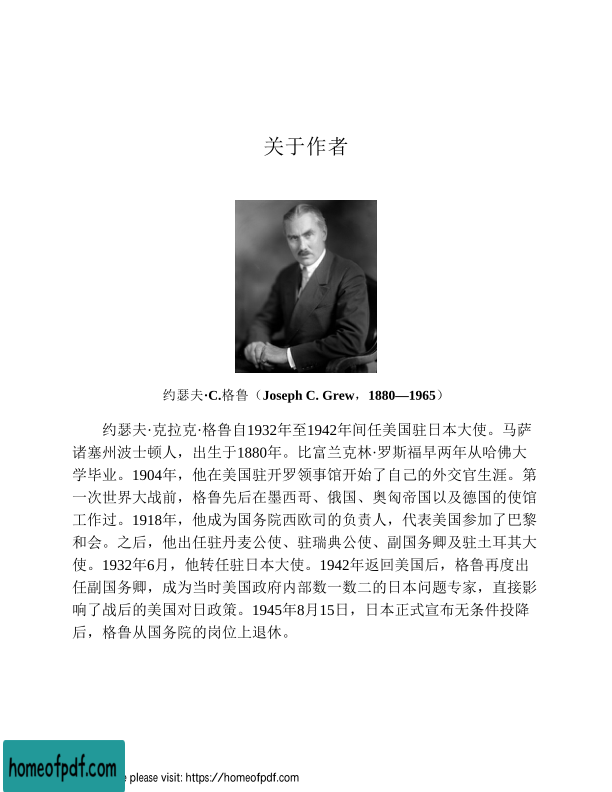 关于作者
约瑟夫·C.格鲁（Joseph C. Grew，1880—1965）
约瑟夫·克拉克·格鲁自1932年至1942年间任美国驻日本大使。马萨
诸塞州波士顿人，出生于1880年。比富兰克林·罗斯福早两年从哈佛大
学毕业。1904年，他在美国驻开罗领事馆开始了自己的外交官生涯。第
一次世界大战前，格鲁先后在墨西哥、俄国、奥匈帝国以及德国的使馆
工作过。1918年，他成为国务院西欧司的负责人，代表美国参加了巴黎
和会。之后，他出任驻丹麦公使、驻瑞典公使、副国务卿及驻土耳其大
使。1932年6月，他转任驻日本大使。1942年返回美国后，格鲁再度出
任副国务卿，成为当时美国政府内部数一数二的日本问题专家，直接影
响了战后的美国对日政策。1945年8月15日，日本正式宣布无条件投降
后，格鲁从国务院的岗位上退休。
homeofpdf.com
please visit: https://homeofpdf.com